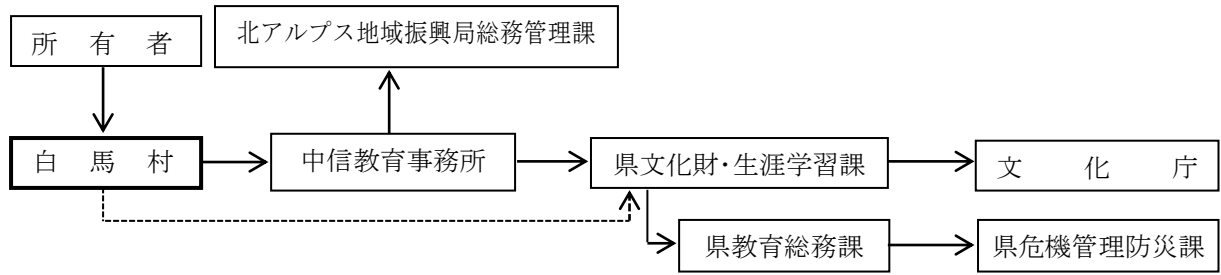 所有者
北アルプス地域振興局総務管理課
白馬村
中信教育事務所
県文化財・生涯学習課
文化庁
県教育総務課
県危機管理防災課